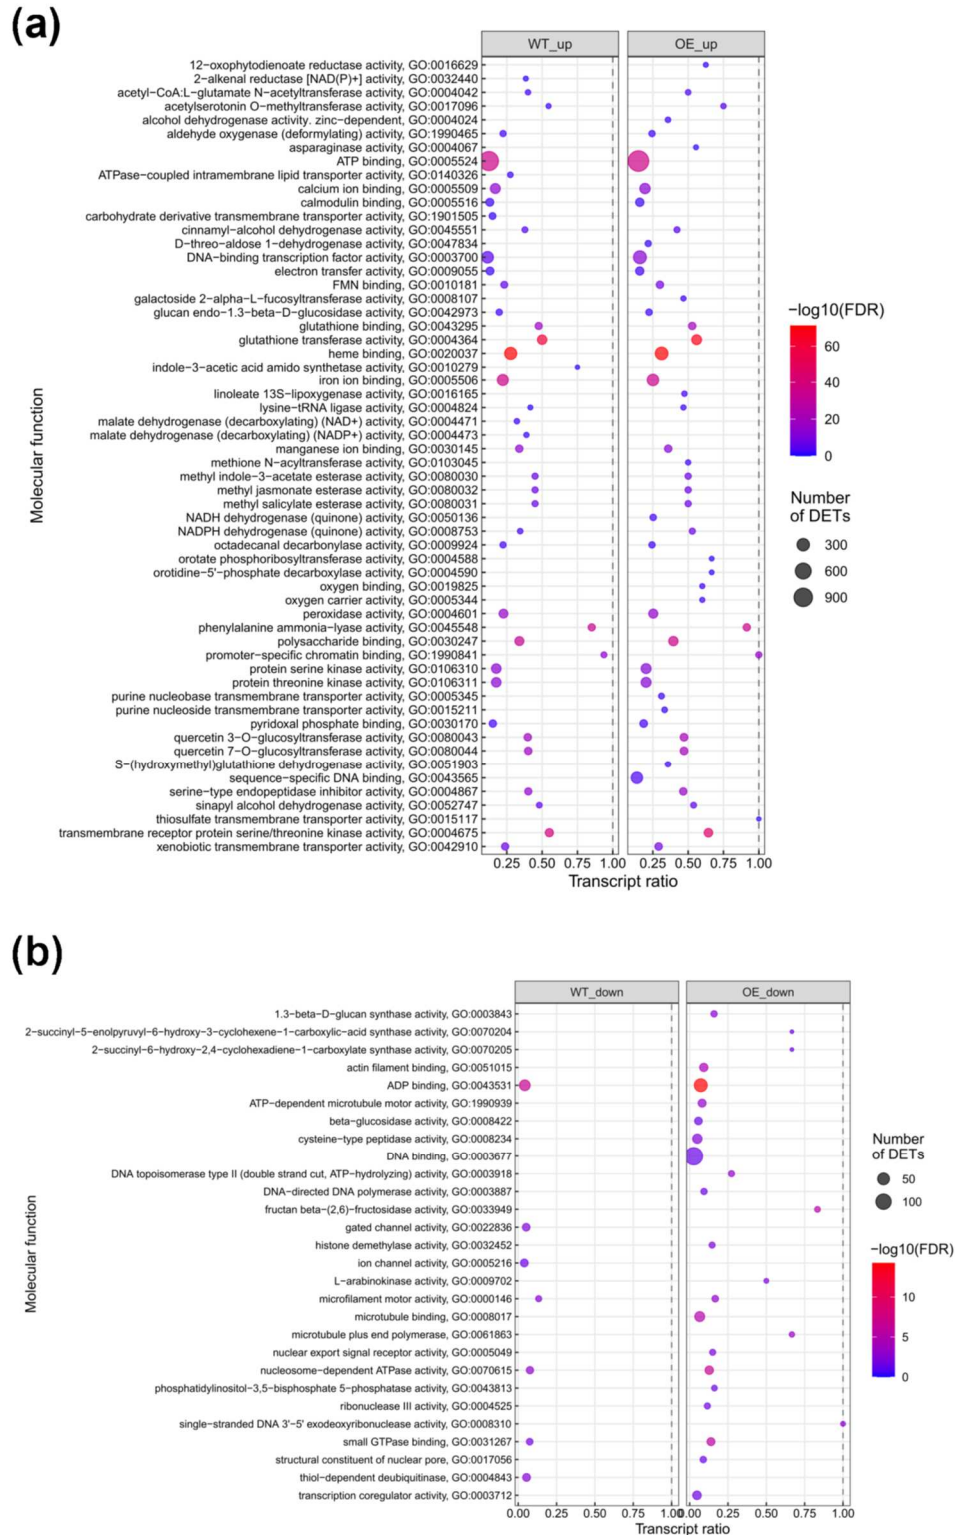 (a)
WT_up
OE_up
12-oxophytodienoate reductase activity, GO:0016629
2-alkenal reductase [NAD(P)+] activity, GO:0032440
acetyl-CoA:L-glutamate N-acetyltransferase activity, GO:0004042
acetylserotonin O-methyltransferase activity, GO:0017096
alcohol dehydrogenase activity. zinc-dependent, GO:0004024
aldehyde oxygenase (deformylating) activity, GO:1990465
asparaginase activity, GO:0004067
ATP binding, GO:0005524
ATPase-coupled intramembrane lipid transporter activity, GO:0140326
calcium ion binding, GO:0005509
calmodulin binding, GO:0005516
carbohydrate derivative transmembrane transporter activity, GO:1901505
cinnamyl-alcohol dehydrogenase activity, GO:0045551
D-threo-aldose 1-dehydrogenase activity, GO:0047834
DNA-binding transcription factor activity, GO:0003700
electron transfer activity, GO:0009055
FMN binding, GO:0010181
galactoside 2-alpha-L-fucosyltransferase activity, GO:0008107
glucan endo-1.3-beta-D-glucosidase activity, GO:0042973
glutathione binding, GO:0043295
glutathione transferase activity, GO:0004364
heme binding, GO:0020037
indole-3-acetic acid amido synthetase activity, GO:0010279
iron ion binding, GO:0005506
linoleate 13S-lipoxygenase activity, GO:0016165
lysine-tRNA ligase activity, GO:0004824
malate dehydrogenase (decarboxylating) (NAD+) activity, GO:0004471
malate dehydrogenase (decarboxylating) (NADP+) activity, GO:0004473
manganese ion binding, GO:0030145
methione N-acyltransferase activity, GO:0103045
methyl indole-3-acetate esterase activity, GO:0080030
methyl jasmonate esterase activity, GO:0080032
methyl salicylate esterase activity, GO:0080031
NADH dehydrogenase (quinone) activity, GO:0050136
NADPH dehydrogenase (quinone) activity, GO:0008753
octadecanal decarbonylase activity, GO:0009924
orotate phosphoribosyltransferase activity, GO:0004588
orotidine-5'-phosphate decarboxylase activity, GO:0004590
oxygen binding, GO:0019825
oxygen carrier activity, GO:0005344
peroxidase activity, GO:0004601
phenylalanine ammonia-lyase activity, GO:0045548
polysaccharide binding, GO:0030247
promoter-specific chromatin binding, GO:1990841
protein serine kinase activity, GO:0106310
protein threonine kinase activity, GO:0106311
purine nucleobase transmembrane transporter activity, GO:0005345
purine nucleoside transmembrane transporter activity, GO:0015211
pyridoxal phosphate binding, GO:0030170
quercetin 3-O-glucosyltransferase activity, GO:0080043
quercetin 7-O-glucosyltransferase activity, GO:0080044
S-(hydroxymethyl)glutathione dehydrogenase activity, GO:0051903
sequence-specific DNA binding, GO:0043565
serine-type endopeptidase inhibitor activity, GO:0004867
sinapyl alcohol dehydrogenase activity, GO:0052747
thiosulfate transmembrane transporter activity, GO:0015117
transmembrane receptor protein serine/threonine kinase activity, GO:0004675
xenobiotic transmembrane transporter activity, GO:0042910
0.25 0.50 0.75 1.00 0.25 0.50 0.75 1.00
Transcript ratio
Molecular function
-log10(FDR)
60
40
20
0
Number
of DETs
300
600
900
(b)
WT_down
OE_down
1.3-beta-D-glucan synthase activity, GO:0003843
2-succinyl-5-enolpyruvyl-6-hydroxy-3-cyclohexene-1-carboxylic-acid synthase activity, GO:0070204
2-succinyl-6-hydroxy-2,4-cyclohexadiene-1-carboxylate synthase activity, GO:0070205
actin filament binding, GO:0051015
ADP binding, GO:0043531
ATP-dependent microtubule motor activity, GO:1990939
beta-glucosidase activity, GO:0008422
cysteine-type peptidase activity, GO:0008234
DNA binding, GO:0003677
DNA topoisomerase type II (double strand cut, ATP-hydrolyzing) activity, GO:0003918
DNA-directed DNA polymerase activity, GO:0003887
fructan beta-(2,6)-fructosidase activity, GO:0033949
gated channel activity, GO:0022836
histone demethylase activity, GO:0032452
ion channel activity, GO:0005216
L-arabinokinase activity, GO:0009702
microfilament motor activity, GO:0000146
microtubule binding, GO:0008017
microtubule plus end polymerase, GO:0061863
nuclear export signal receptor activity, GO:0005049
nucleosome-dependent ATPase activity, GO:0070615
phosphatidylinositol-3,5-bisphosphate 5-phosphatase activity, GO:0043813
ribonuclease III activity, GO:0004525
single-stranded DNA 3'-5' exodeoxyribonuclease activity, GO:0008310
small GTPase binding, GO:0031267
structural constituent of nuclear pore, GO:0017056
thiol-dependent deubiquitinase, GO:0004843
transcription coregulator activity, GO:0003712
0.00 0.25 0.50 0.75 1.00 0.00 0.25 0.50 0.75 1.00
Transcript ratio
Molecular function
Number
of DETs
50
100
-log10(FDR)
10
5
0